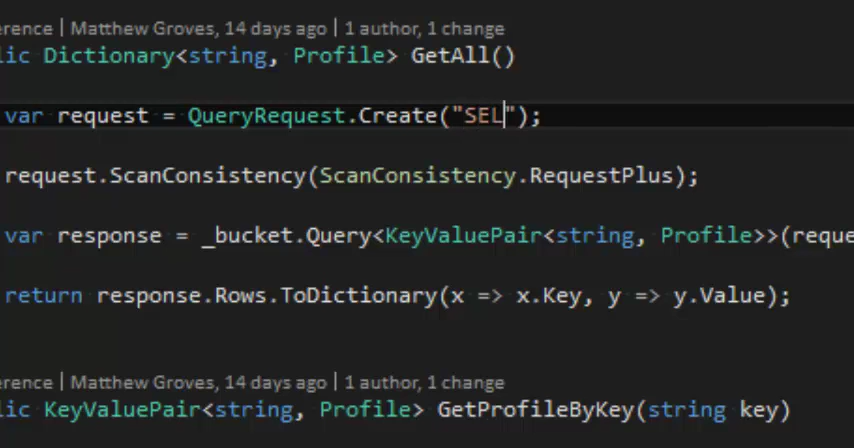 erence | Matthew Groves, 14 days ago | 1 author, 1 change
lic Dictionary<string, Profile> GetAll()
var request = QueryRequest.Create("SEL");
request.ScanConsistency(ScanConsistency.RequestPlus);
var response = _bucket.Query<KeyValuePair<string, Profile>>(reque
return response.Rows.ToDictionary(x => x.Key, y => y.Value);
erence | Matthew Groves, 14 days ago | 1 author, 1 change
lic KeyValuePair<string, Profile> GetProfileByKey(string key)